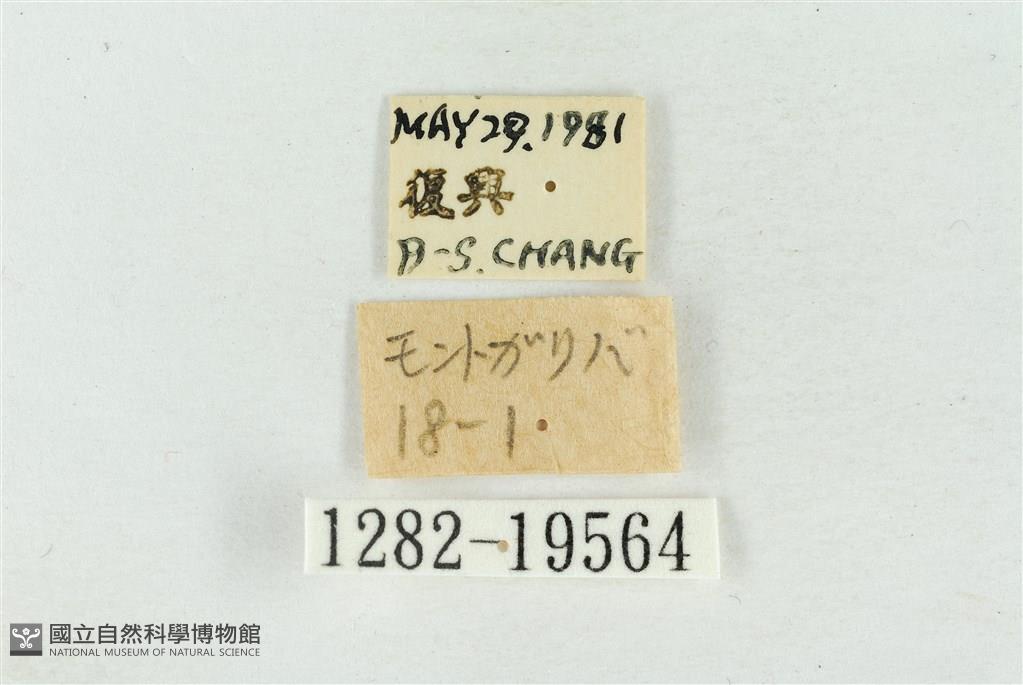 MAY 29.1981
復興
B-S.CHANG
モントガリバ
18-1
1282-19564
國立自然科學博物館
NATIONAL MUSEUM OF NATURAL SCIENCE